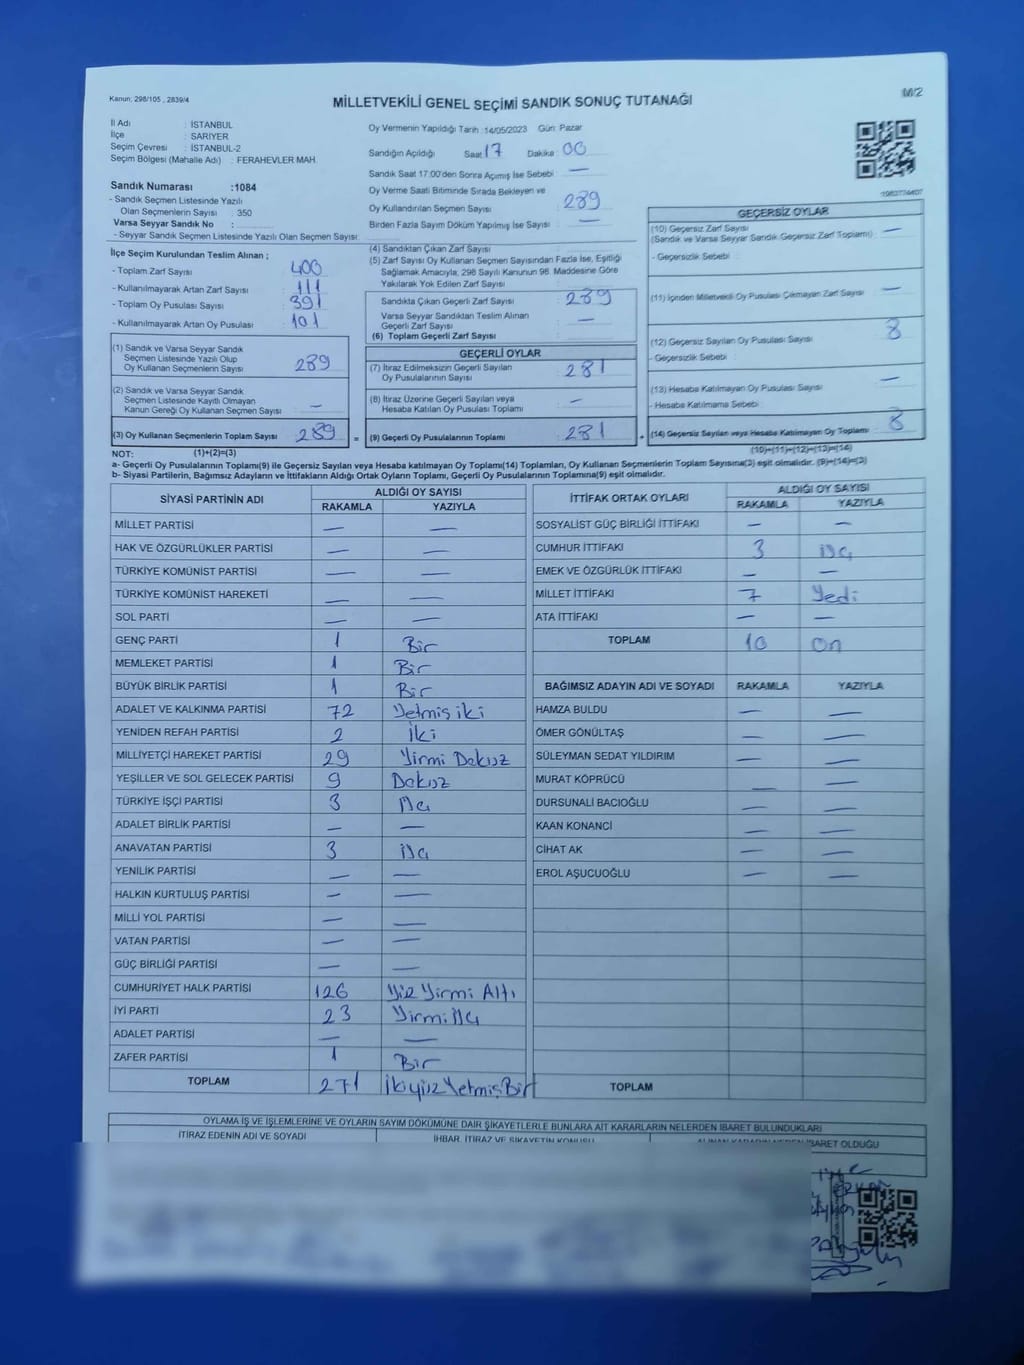 Kanun; 298/105 , 2839/4
M/2
MİLLETVEKİLİ GENEL SEÇİMİ SANDIK SONUÇ TUTANAĞI
İl Adı : İSTANBUL
İlçe : SARIYER
Seçim Çevresi : İSTANBUL-2
Seçim Bölgesi (Mahalle Adı) : FERAHEVLER MAH.
Sandık Numarası :1084
- Sandık Seçmen Listesinde Yazılı
Olan Seçmenlerin Sayısı : 350
Varsa Seyyar Sandık No :
- Seyyar Sandık Seçmen Listesinde Yazılı Olan Seçmen Sayısı:
Oy Vermenin Yapıldığı Tarih :14/05/2023 Gün: Pazar
Sandığın Açıldığı Saat 17 Dakika : 00
Sandık Saat 17:00'den Sonra Açımış İse Sebebi : —
Oy Verme Saati Bitiminde Sırada Bekleyen ve
Oy Kullandırılan Seçmen Sayısı : 289
Birden Fazla Sayım Döküm Yapılmış İse Sayısı : —
İlçe Seçim Kurulundan Teslim Alınan ;
- Toplam Zarf Sayısı : 400
- Kullanılmayarak Artan Zarf Sayısı : 111
- Toplam Oy Pusulası Sayısı : 391
- Kullanılmayarak Artan Oy Pusulası : 101
(1) Sandık ve Varsa Seyyar Sandık
Seçmen Listesinde Yazılı Olup
Oy Kullanan Seçmenlerin Sayısı : 289
(2) Sandık ve Varsa Seyyar Sandık
Seçmen Listesinde Kayıtlı Olmayan
Kanun Gereği Oy Kullanan Seçmen Sayısı : —
(3) Oy Kullanan Seçmenlerin Toplam Sayısı : 289 =
(4) Sandıktan Çıkan Zarf Sayısı :
(5) Zarf Sayısı Oy Kullanan Seçmen Sayısından Fazla İse, Eşitliği
Sağlamak Amacıyla, 298 Sayılı Kanunun 98. Maddesine Göre
Yakılarak Yok Edilen Zarf Sayısı :
Sandıkta Çıkan Geçerli Zarf Sayısı : 289
Varsa Seyyar Sandıktan Teslim Alınan
Geçerli Zarf Sayısı : —
(6) Toplam Geçerli Zarf Sayısı :
GEÇERLİ OYLAR
(7) İtiraz Edilmeksizin Geçerli Sayılan
Oy Pusulalarının Sayısı : 281
(8) İtiraz Üzerine Geçerli Sayılan veya
Hesaba Katılan Oy Pusulası Toplamı : —
(9) Geçerli Oy Pusulalarının Toplamı : 281 +
GEÇERSİZ OYLAR
(10) Geçersiz Zarf Sayısı : —
(Sandık ve Varsa Seyyar Sandık Geçersiz Zarf Toplamı)
- Geçersizlik Sebebi :
(11) İçinden Milletvekili Oy Pusulası Çıkmayan Zarf Sayısı : —
(12) Geçersiz Sayılan Oy Pusulası Sayısı : 8
- Geçersizlik Sebebi :
(13) Hesaba Katılmayan Oy Pusulası Sayısı : —
- Hesaba Katılmama Sebebi :
(14) Geçersiz Sayılan veya Hesaba Katılmayan Oy Toplamı : 8
NOT: (1)+(2)=(3) (10)+(11)+(12)+(13)=(14)
a- Geçerli Oy Pusulalarının Toplamı(9) ile Geçersiz Sayılan veya Hesaba katılmayan Oy Toplamı(14) Toplamları, Oy Kullanan Seçmenlerin Toplam Sayısına(3) eşit olmalıdır. (9)+(14)=(3)
b- Siyasi Partilerin, Bağımsız Adayların ve İttifakların Aldığı Ortak Oyların Toplamı, Geçerli Oy Pusulalarının Toplamına(9) eşit olmalıdır.
SİYASİ PARTİNİN ADI ALDIĞI OY SAYISI
RAKAMLA YAZIYLA
MİLLET PARTİSİ — —
HAK VE ÖZGÜRLÜKLER PARTİSİ — —
TÜRKİYE KOMÜNİST PARTİSİ — —
TÜRKİYE KOMÜNİST HAREKETİ — —
SOL PARTİ — —
GENÇ PARTİ 1 Bir
MEMLEKET PARTİSİ 1 Bir
BÜYÜK BİRLİK PARTİSİ 1 Bir
ADALET VE KALKINMA PARTİSİ 72 Yetmiş iki
YENİDEN REFAH PARTİSİ 2 İki
MİLLİYETÇİ HAREKET PARTİSİ 29 Yirmi Dokuz
YEŞİLLER VE SOL GELECEK PARTİSİ 9 Dokuz
TÜRKİYE İŞÇİ PARTİSİ 3 Üç
ADALET BİRLİK PARTİSİ — —
ANAVATAN PARTİSİ 3 Üç
YENİLİK PARTİSİ — —
HALKIN KURTULUŞ PARTİSİ — —
MİLLİ YOL PARTİSİ — —
VATAN PARTİSİ — —
GÜÇ BİRLİĞİ PARTİSİ — —
CUMHURİYET HALK PARTİSİ 126 Yüz Yirmi Altı
İYİ PARTİ 23 Yirmi Üç
ADALET PARTİSİ — —
ZAFER PARTİSİ 1 Bir
TOPLAM 271 İkiyüz Yetmiş Bir
İTTİFAK ORTAK OYLARI ALDIĞI OY SAYISI
RAKAMLA YAZIYLA
SOSYALİST GÜÇ BİRLİĞİ İTTİFAKI — —
CUMHUR İTTİFAKI 3 Üç
EMEK VE ÖZGÜRLÜK İTTİFAKI — —
MİLLET İTTİFAKI 7 Yedi
ATA İTTİFAKI — —
TOPLAM 10 On
BAĞIMSIZ ADAYIN ADI VE SOYADI RAKAMLA YAZIYLA
HAMZA BULDU — —
ÖMER GÖNÜLTAŞ — —
SÜLEYMAN SEDAT YILDIRIM — —
MURAT KÖPRÜCÜ — —
DURSUNALİ BACIOĞLU — —
KAAN KONANCİ — —
CİHAT AK — —
EROL AŞUCUOĞLU — —
TOPLAM
OYLAMA İŞ VE İŞLEMLERİNE VE OYLARIN SAYIM DÖKÜMÜNE DAİR ŞİKAYETLERLE BUNLARA AİT KARARLARIN NELERDEN İBARET BULUNDUKLARI
İTİRAZ EDENİN ADI VE SOYADI İHBAR, İTİRAZ VE ŞİKAYETİN KONUSU ALINAN KARARIN NEDEN İBARET OLDUĞU